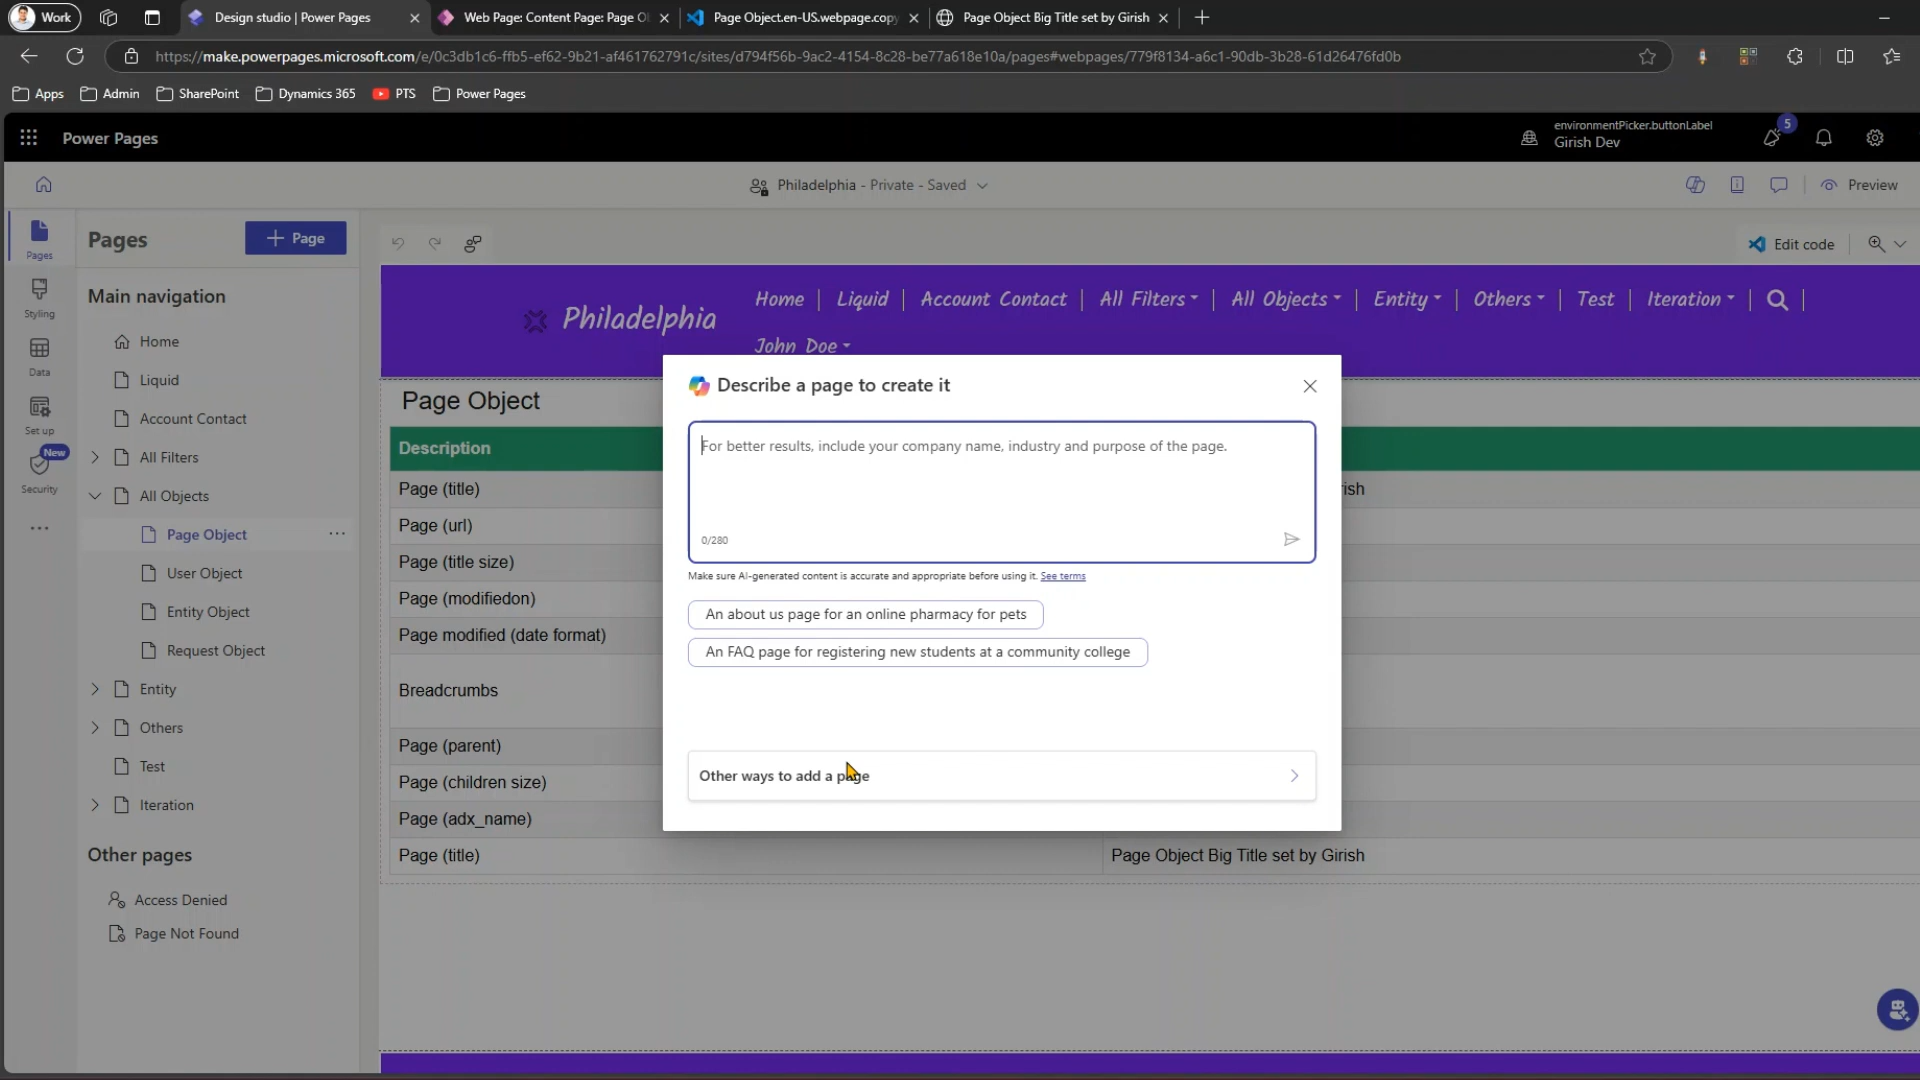 Work
Design studio | Power Pages
Web Page: Content Page: Page O
Page Object.en-US.webpage.copy
Page Object Big Title set by Girish
https://make.powerpages.microsoft.com/e/0c3db1c6-ffb5-ef62-9b21-af461762791c/sites/d794f56b-9ac2-4154-8c28-be77a618e10a/pages#webpages/779f8134-a6c1-90db-3b28-61d26476fd0b
Apps
Admin
SharePoint
Dynamics 365
PTS
Power Pages
Power Pages
environmentPicker.buttonLabel
Girish Dev
5
Philadelphia - Private - Saved
Preview
Pages
Styling
Data
Set up
New
Security
Pages
+ Page
Main navigation
Home
Liquid
Account Contact
All Filters
All Objects
Page Object
User Object
Entity Object
Request Object
Entity
Others
Test
Iteration
Other pages
Access Denied
Page Not Found
Edit code
Philadelphia
Home | Liquid | Account Contact | All Filters | All Objects | Entity | Others | Test | Iteration |
John Doe
Page Object
Description
Page (title)
ish
Page (url)
Page (title size)
Page (modifiedon)
Page modified (date format)
Breadcrumbs
Page (parent)
Page (children size)
Page (adx_name)
Page (title)
Page Object Big Title set by Girish
Describe a page to create it
For better results, include your company name, industry and purpose of the page.
0/280
Make sure AI-generated content is accurate and appropriate before using it. See terms
An about us page for an online pharmacy for pets
An FAQ page for registering new students at a community college
Other ways to add a page